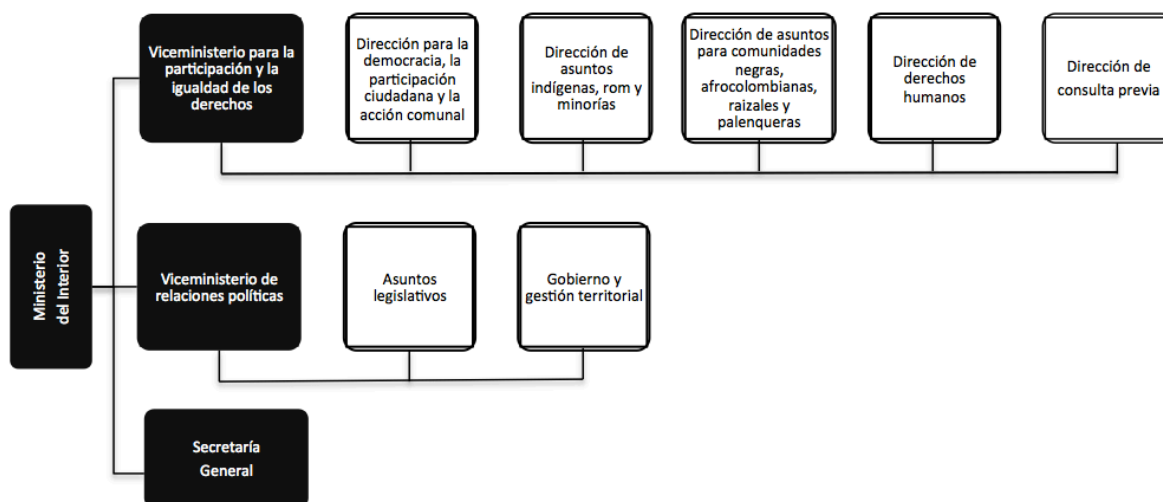 Viceministerio para la
participación y la
igualdad de los
derechos
Dirección para la
democracia, la
participación
ciudadana y la
acción comunal
Dirección de
asuntos
indígenas, rom y
minorías
Dirección de asuntos
para comunidades
negras,
afrocolombianas,
raizales y
palenqueras
Dirección de
derechos
humanos
Dirección de
consulta previa
Ministerio
del Interior
Viceministerio de
relaciones políticas
Asuntos
legislativos
Gobierno y
gestión territorial
Secretaría
General